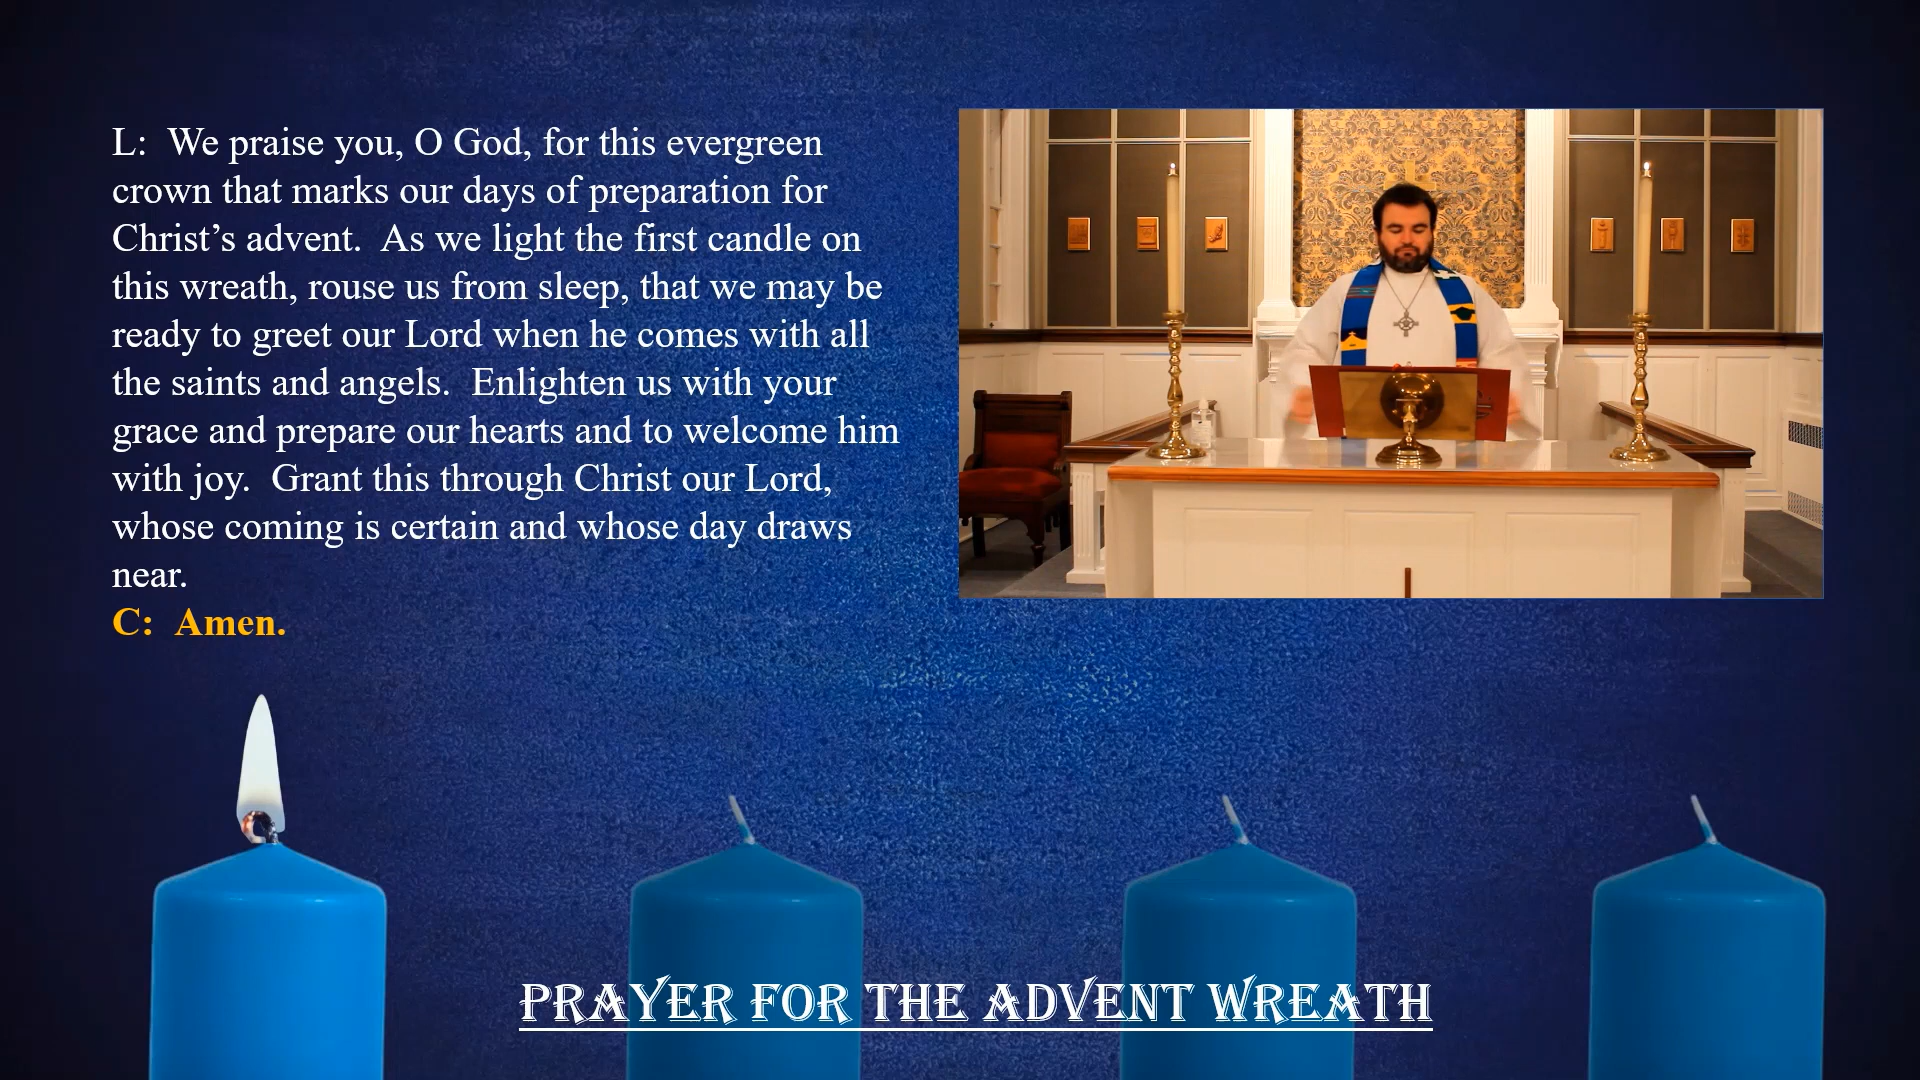 L:  We praise you, O God, for this evergreen
crown that marks our days of preparation for
Christ’s advent.  As we light the first candle on
this wreath, rouse us from sleep, that we may be
ready to greet our Lord when he comes with all
the saints and angels.  Enlighten us with your
grace and prepare our hearts and to welcome him
with joy.  Grant this through Christ our Lord,
whose coming is certain and whose day draws
near.
C:  Amen.
PRAYER FOR THE ADVENT WREATH